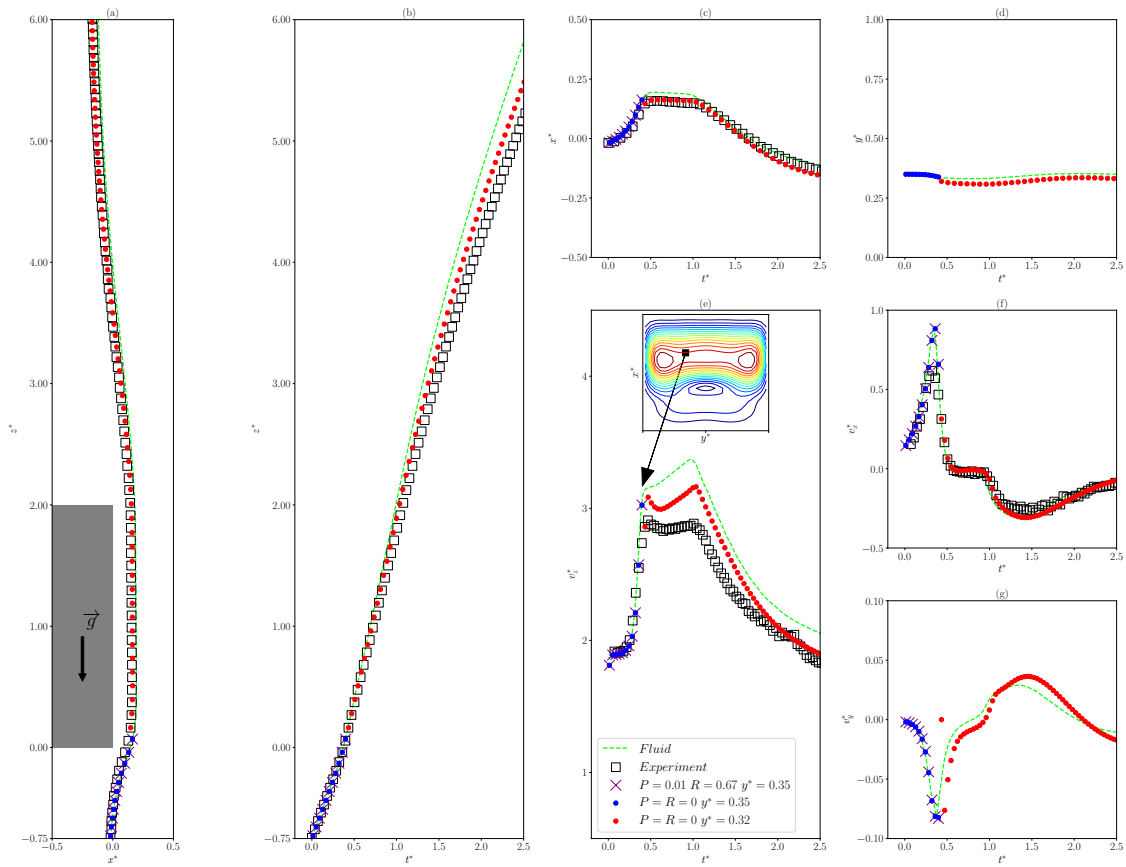 (a)
6.00
5.00
4.00
3.00
2.00
1.00
0.00
−0.75
−0.5
0.0
0.5
z*
x*
g
(b)
6.00
5.00
4.00
3.00
2.00
1.00
0.00
−0.75
0.0
0.5
1.0
1.5
2.0
2.5
z*
t*
(c)
0.50
0.25
0.00
−0.25
−0.50
0.0
0.5
1.0
1.5
2.0
2.5
x*
t*
(d)
1.00
0.75
0.50
0.25
0.00
0.0
0.5
1.0
1.5
2.0
2.5
y*
t*
(e)
4
3
2
1
0.0
0.5
1.0
1.5
2.0
2.5
v*z
t*
x*
y*
Fluid
Experiment
P = 0.01 R = 0.67 y* = 0.35
P = R = 0 y* = 0.35
P = R = 0 y* = 0.32
(f)
1.0
0.5
0.0
−0.5
0.0
0.5
1.0
1.5
2.0
2.5
v*x
t*
(g)
0.10
0.05
0.00
−0.05
−0.10
0.0
0.5
1.0
1.5
2.0
2.5
v*y
t*